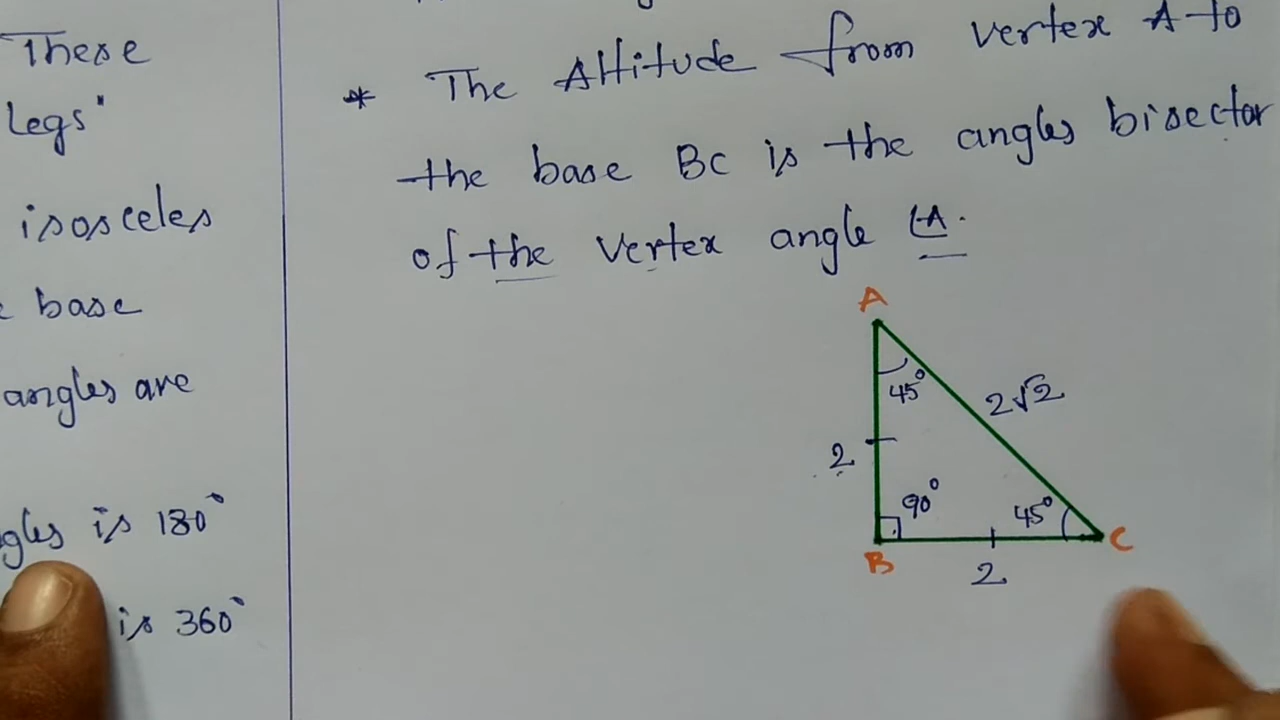 These
legs"
isosceles
base
angles are
gles is 180°
is 360°
* The Altitude from vertex A to
the base BC is the angles bisector
of the vertex angle ∠A.
A
45°
2√2
2
90°
45°
B
C
2